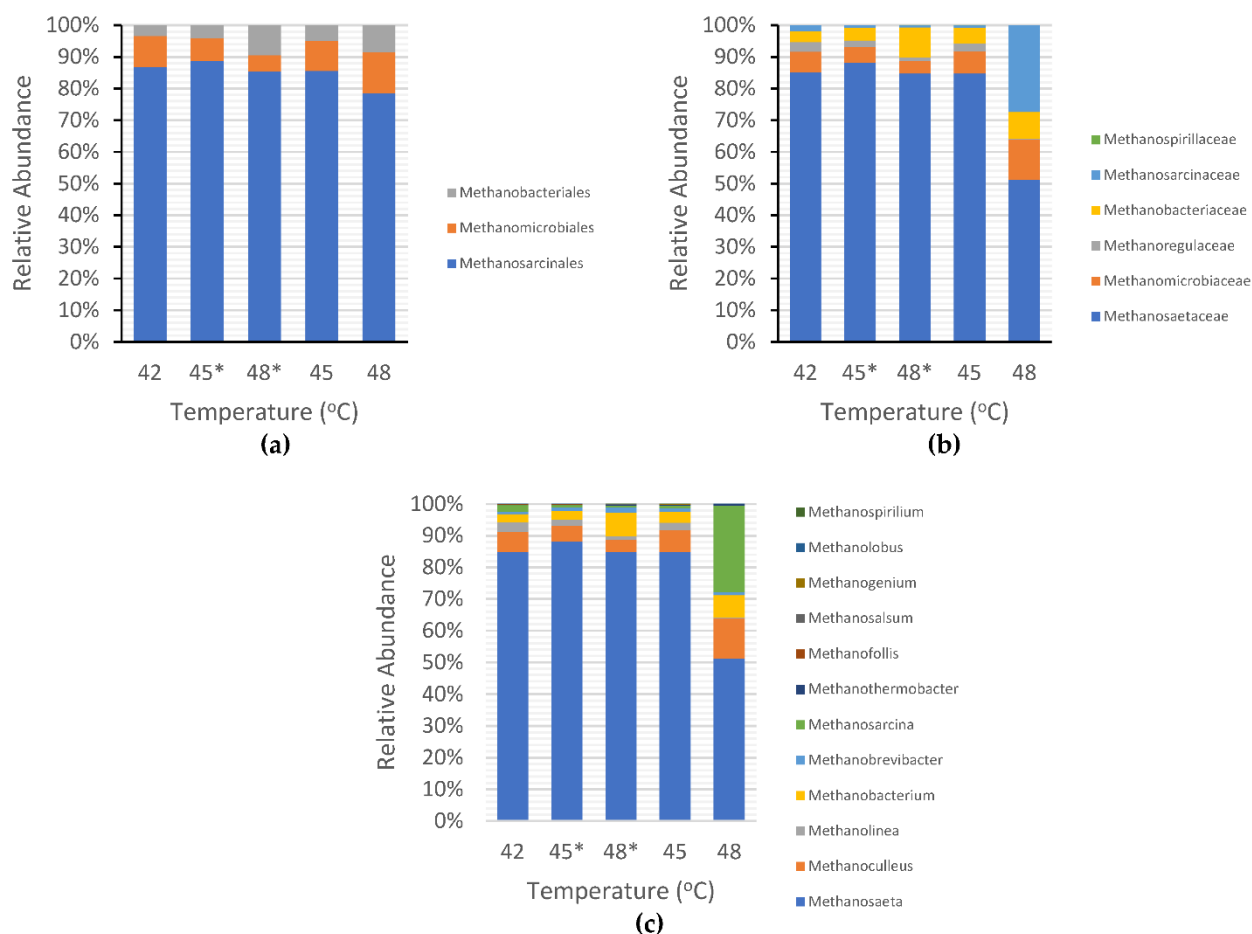 100%
90%
80%
70%
60%
50%
40%
30%
20%
10%
0%
Relative Abundance
42 45* 48* 45 48
Temperature (°C)
(a)
Methanobacteriales
Methanomicrobiales
Methanosarcinales
100%
90%
80%
70%
60%
50%
40%
30%
20%
10%
0%
Relative Abundance
42 45* 48* 45 48
Temperature (°C)
(b)
Methanospirillaceae
Methanosarcinaceae
Methanobacteriaceae
Methanoregulaceae
Methanomicrobiaceae
Methanosaetaceae
100%
90%
80%
70%
60%
50%
40%
30%
20%
10%
0%
Relative Abundance
42 45* 48* 45 48
Temperature (°C)
(c)
Methanospirilium
Methanolobus
Methanogenium
Methanosalsum
Methanofollis
Methanothermobacter
Methanosarcina
Methanobrevibacter
Methanobacterium
Methanolinea
Methanoculleus
Methanosaeta